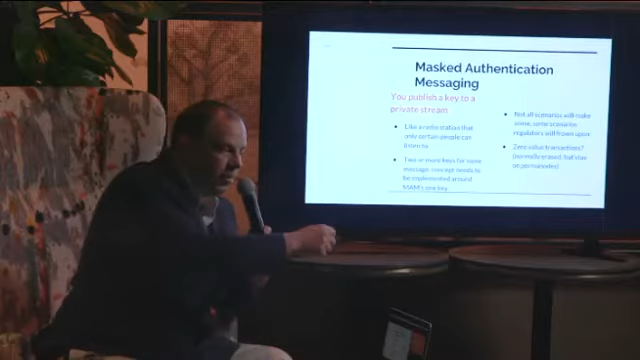 Masked Authentication
Messaging
You publish a key to a
private stream
Like a radio station that
only certain people can
listen to
Two or more keys for some
message, concept needs to
be implemented around
MAM's one key.
Not all scenarios will make
sense, some scenarios
regulators will frown upon
Zero value transactions?
(normally erased, but stay
on permanodes)